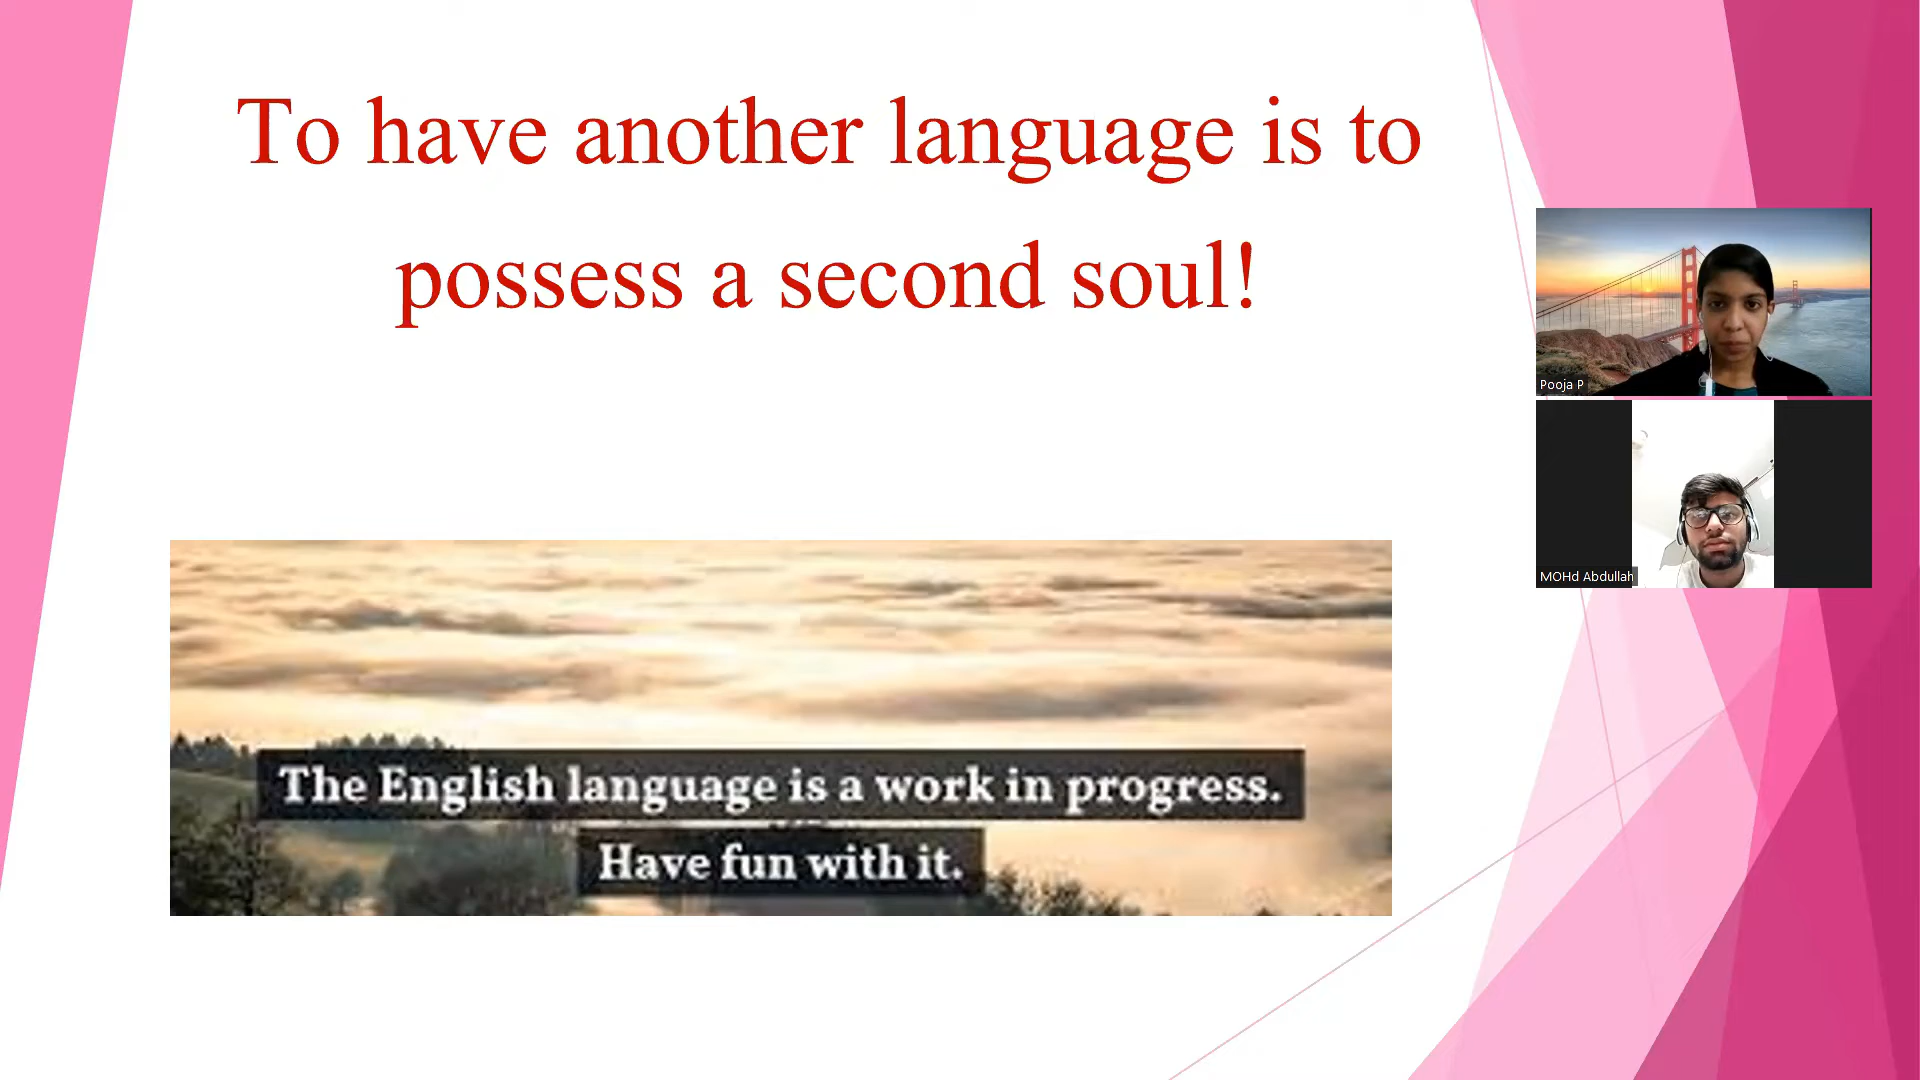 To have another language is to
possess a second soul!
Pooja P
MOHd Abdullah
The English language is a work in progress.
Have fun with it.